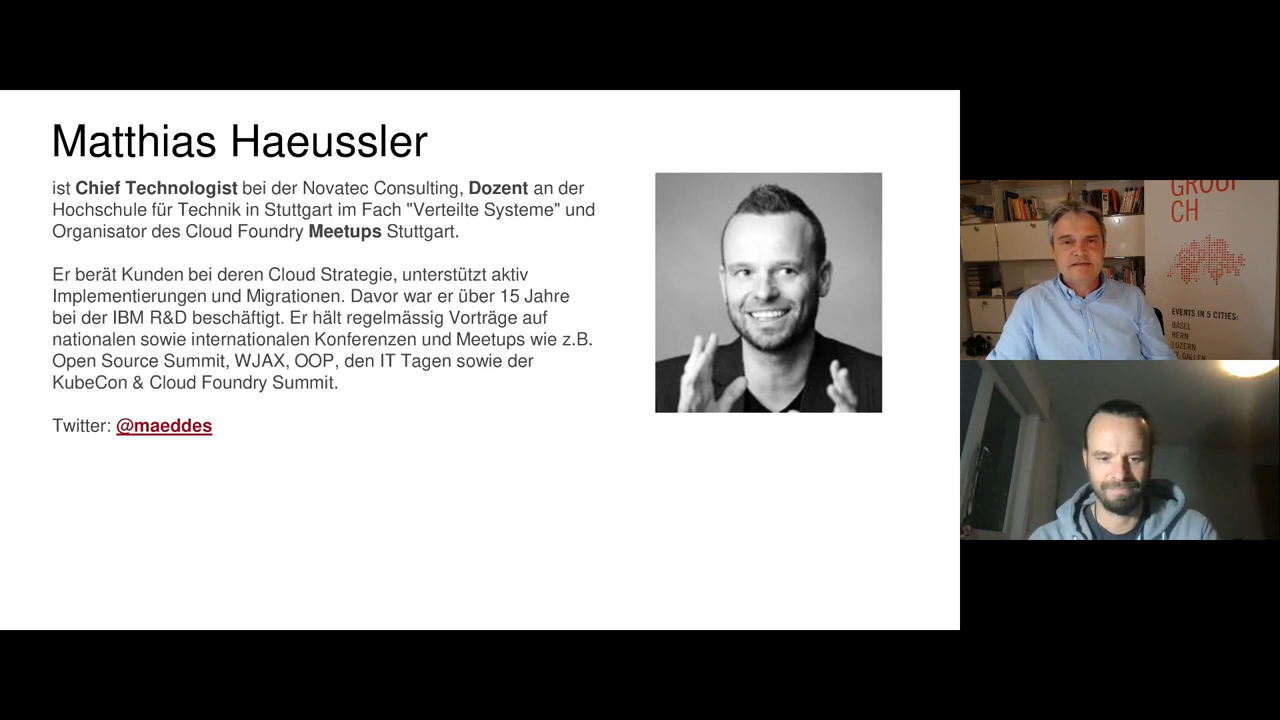 Matthias Haeussler
ist Chief Technologist bei der Novatec Consulting, Dozent an der
Hochschule für Technik in Stuttgart im Fach "Verteilte Systeme" und
Organisator des Cloud Foundry Meetups Stuttgart.
Er berät Kunden bei deren Cloud Strategie, unterstützt aktiv
Implementierungen und Migrationen. Davor war er über 15 Jahre
bei der IBM R&D beschäftigt. Er hält regelmässig Vorträge auf
nationalen sowie internationalen Konferenzen und Meetups wie z.B.
Open Source Summit, WJAX, OOP, den IT Tagen sowie der
KubeCon & Cloud Foundry Summit.
Twitter: @maeddes
GROUP
CH
EVENTS IN 5 CITIES:
BASEL
BERN
LUZERN
ST. GALLEN